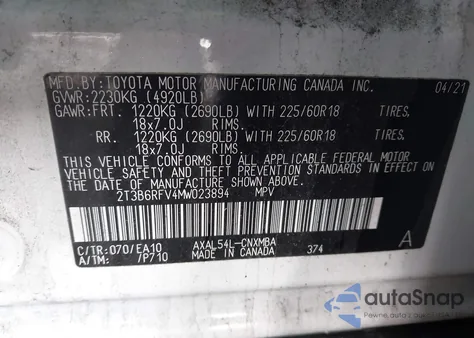 MFD.BY:TOYOTA MOTOR MANUFACTURING CANADA INC. 04/21
GVWR:2230KG (4920LB)
GAWR:FRT. 1220KG (2690LB) WITH 225/60R18 TIRES.
18x7.0J RIMS.
RR. 1220KG (2690LB) WITH 225/60R18 TIRES.
18x7.0J RIMS.
THIS VEHICLE CONFORMS TO ALL APPLICABLE FEDERAL MOTOR
VEHICLE SAFETY AND THEFT PREVENTION STANDARDS IN EFFECT ON
THE DATE OF MANUFACTURE SHOWN ABOVE.
2T3B6RFV4MW023894 MPV
C/TR:070/EA10 AXAL54L-CNXMBA A
A/TM: /P710 MADE IN CANADA 374
autoSnap
Pewne auto